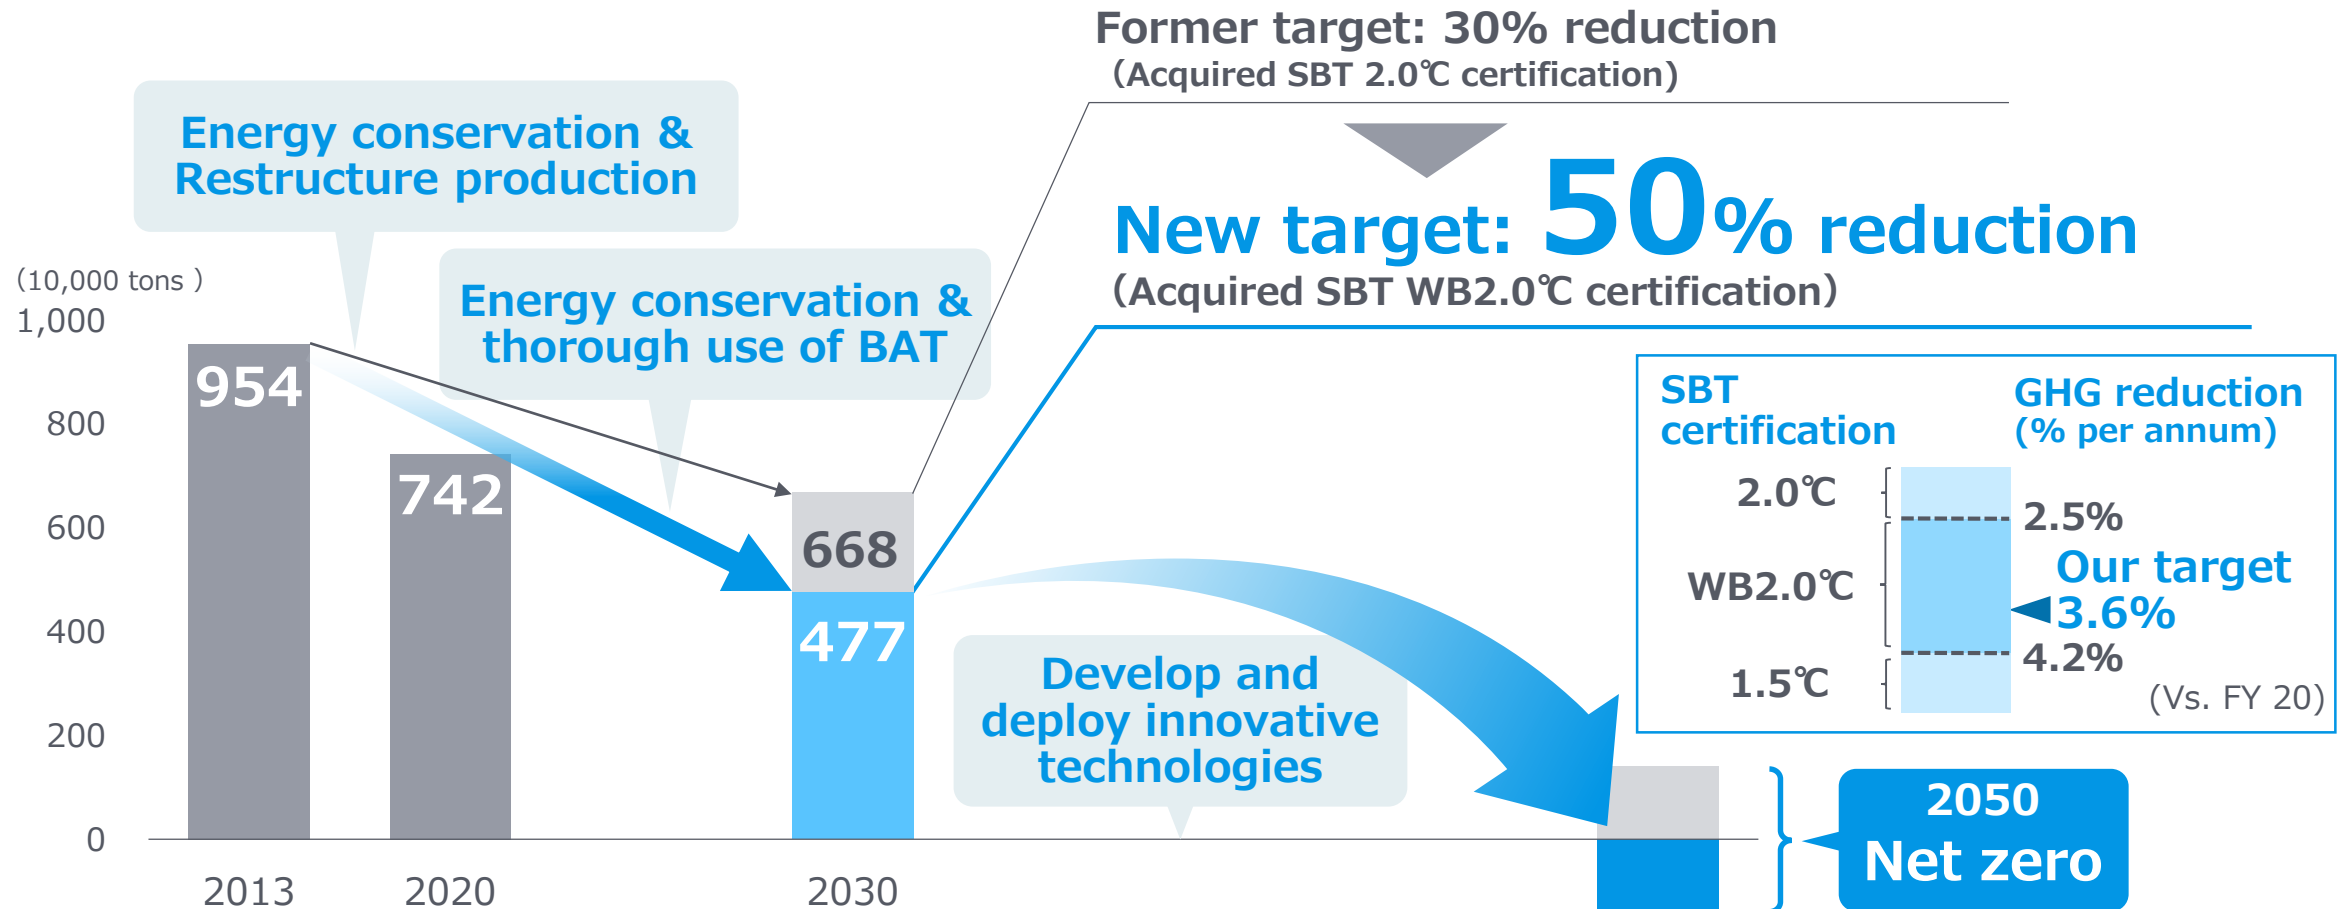 Former target: 30% reduction
(Acquired SBT 2.0℃ certification)
Energy conservation &
Restructure production
New target: 50% reduction
(Acquired SBT WB2.0℃ certification)
(10,000 tons )
Energy conservation &
thorough use of BAT
1,000
800
600
400
200
0
954
742
668
477
SBT
certification
GHG reduction
(% per annum)
2.0℃
2.5%
WB2.0℃
Our target
3.6%
4.2%
1.5℃
(Vs. FY 20)
Develop and
deploy innovative
technologies
2050
Net zero
2013
2020
2030